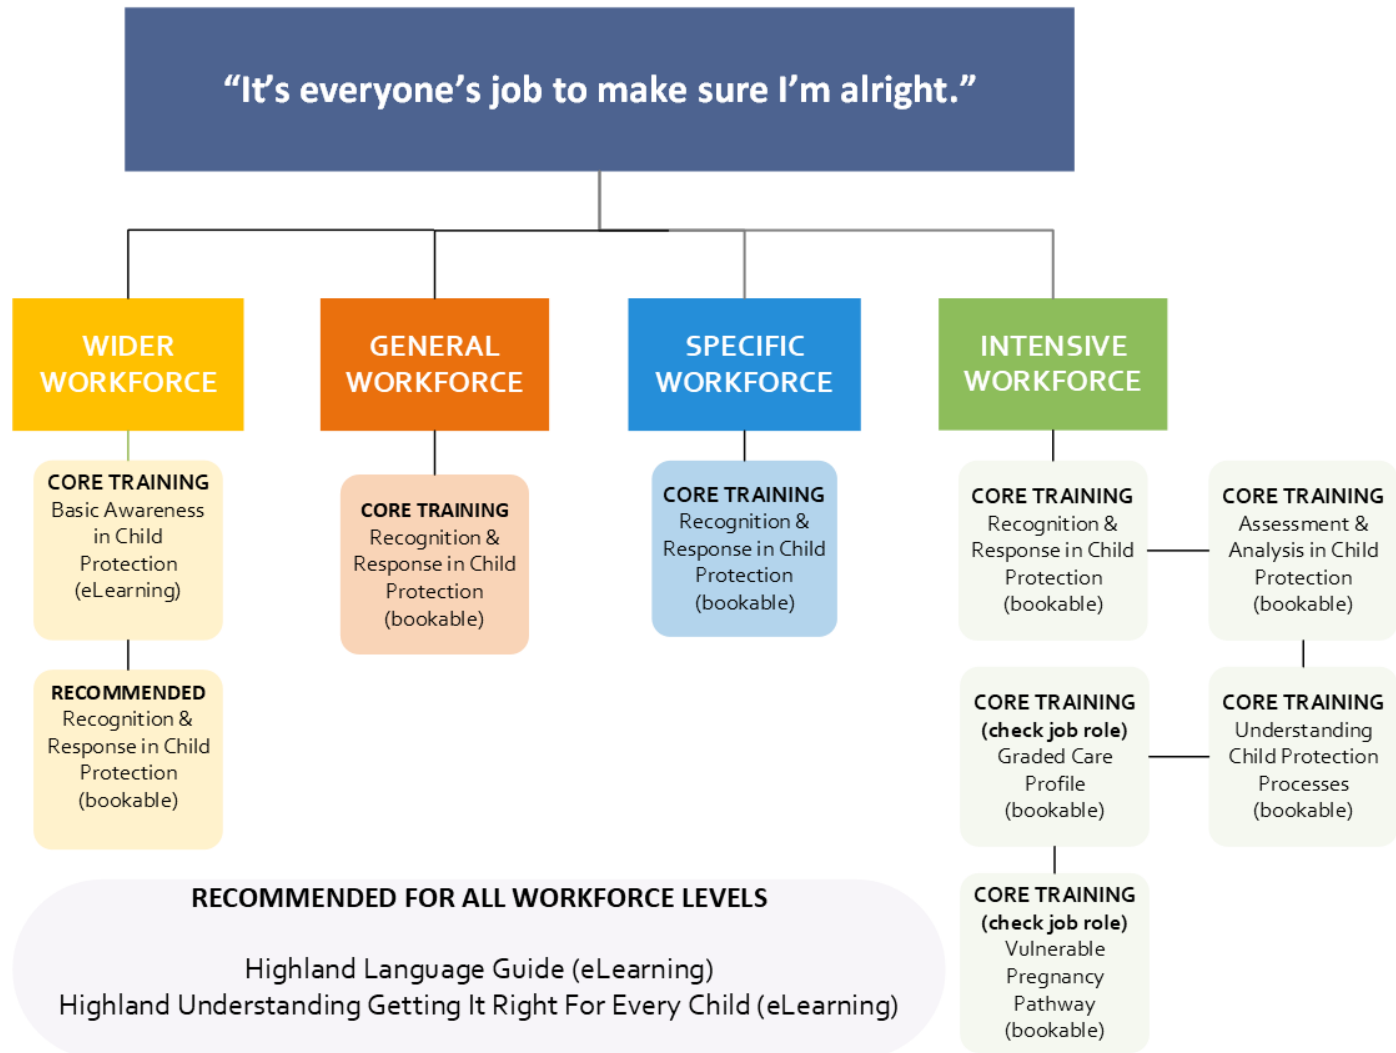 “It’s everyone’s job to make sure I’m alright.”
WIDER
WORKFORCE
GENERAL
WORKFORCE
SPECIFIC
WORKFORCE
INTENSIVE
WORKFORCE
CORE TRAINING
Basic Awareness
in Child
Protection
(eLearning)
RECOMMENDED
Recognition &
Response in Child
Protection
(bookable)
CORE TRAINING
Recognition &
Response in Child
Protection
(bookable)
CORE TRAINING
Recognition &
Response in Child
Protection
(bookable)
CORE TRAINING
Recognition &
Response in Child
Protection
(bookable)
CORE TRAINING
Assessment &
Analysis in Child
Protection
(bookable)
CORE TRAINING
Understanding
Child Protection
Processes
(bookable)
CORE TRAINING
(check job role)
Graded Care
Profile
(bookable)
CORE TRAINING
(check job role)
Vulnerable
Pregnancy
Pathway
(bookable)
RECOMMENDED FOR ALL WORKFORCE LEVELS
Highland Language Guide (eLearning)
Highland Understanding Getting It Right For Every Child (eLearning)